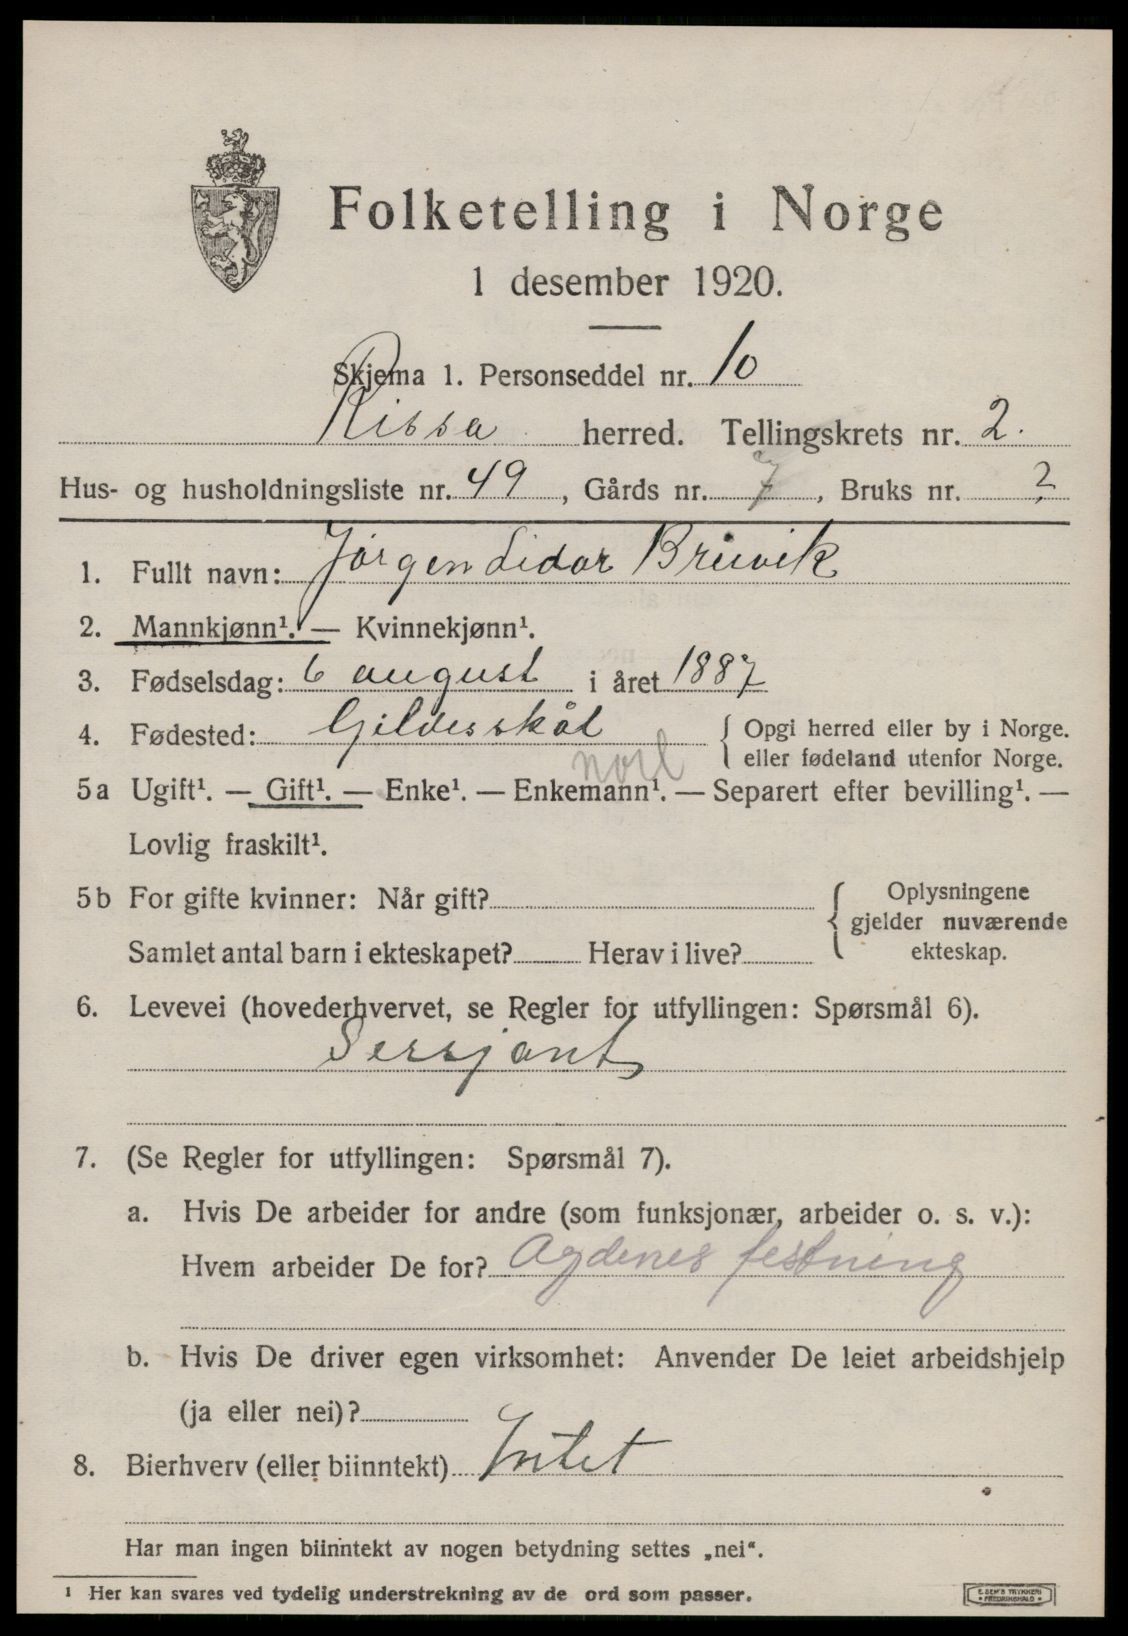 Folketelling i Norge
1 desember 1920.
Skjema 1. Personseddel nr. 10
Rissa herred. Tellingskrets nr. 2.
Hus- og husholdningsliste nr. 49, Gårds nr. 7, Bruks nr. ?
1. Fullt navn: Jörgen Lidar Bruvik
2. Mannkjønn¹. — Kvinnekjønn¹.
3. Fødselsdag: 6 august i året 1887
4. Fødested: Gildesskål { Opgi herred eller by i Norge.
nord { eller fødeland utenfor Norge.
5a Ugift¹. — Gift¹. — Enke¹. — Enkemann¹. — Separert efter bevilling¹. —
Lovlig fraskilt¹.
5b For gifte kvinner: Når gift? { Oplysningene
gjelder nuværende
Samlet antal barn i ekteskapet? Herav i live? ekteskap.
6. Levevei (hovederhvervet, se Regler for utfyllingen: Spørsmål 6).
Sersjant
7. (Se Regler for utfyllingen: Spørsmål 7).
a. Hvis De arbeider for andre (som funksjonær, arbeider o. s. v.):
Hvem arbeider De for? Agdenes festning
b. Hvis De driver egen virksomhet: Anvender De leiet arbeidshjelp
(ja eller nei)?
8. Bierhverv (eller biinntekt) Intet
Har man ingen biinntekt av nogen betydning settes „nei“.
¹ Her kan svares ved tydelig understrekning av de ord som passer.
E. SEM'S TRYKKERI
FREDRIKSHALD